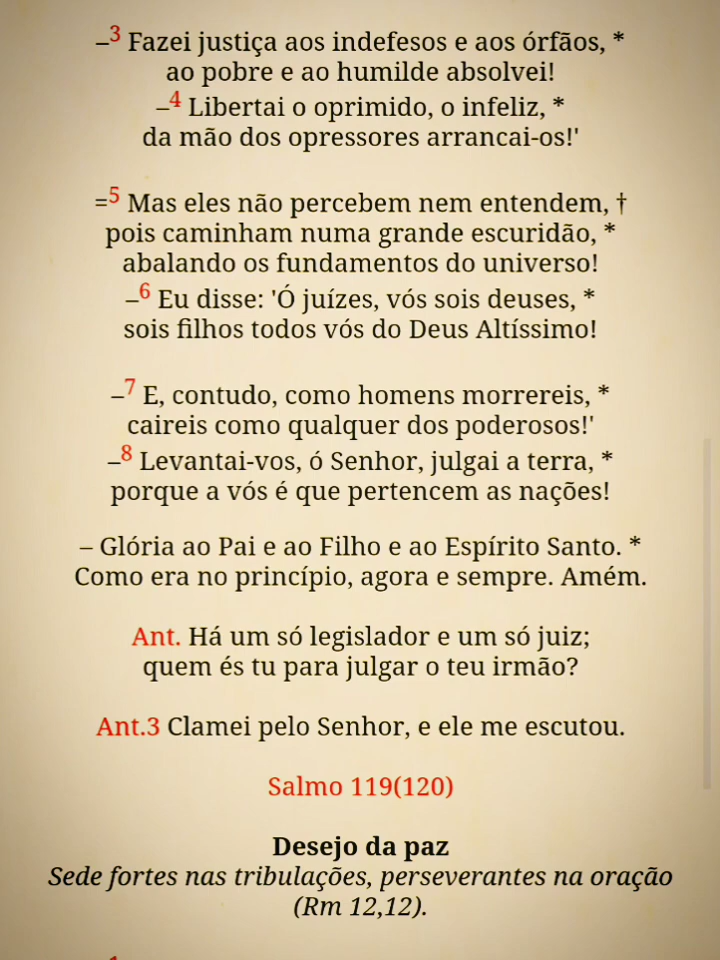 –3 Fazei justiça aos indefesos e aos órfãos, *
ao pobre e ao humilde absolvei!
–4 Libertai o oprimido, o infeliz, *
da mão dos opressores arrancai-os!'
=5 Mas eles não percebem nem entendem, †
pois caminham numa grande escuridão, *
abalando os fundamentos do universo!
–6 Eu disse: 'Ó juízes, vós sois deuses, *
sois filhos todos vós do Deus Altíssimo!
–7 E, contudo, como homens morrereis, *
caireis como qualquer dos poderosos!'
–8 Levantai-vos, ó Senhor, julgai a terra, *
porque a vós é que pertencem as nações!
– Glória ao Pai e ao Filho e ao Espírito Santo. *
Como era no princípio, agora e sempre. Amém.
Ant. Há um só legislador e um só juiz;
quem és tu para julgar o teu irmão?
Ant.3 Clamei pelo Senhor, e ele me escutou.
Salmo 119(120)
Desejo da paz
Sede fortes nas tribulações, perseverantes na oração
(Rm 12,12).